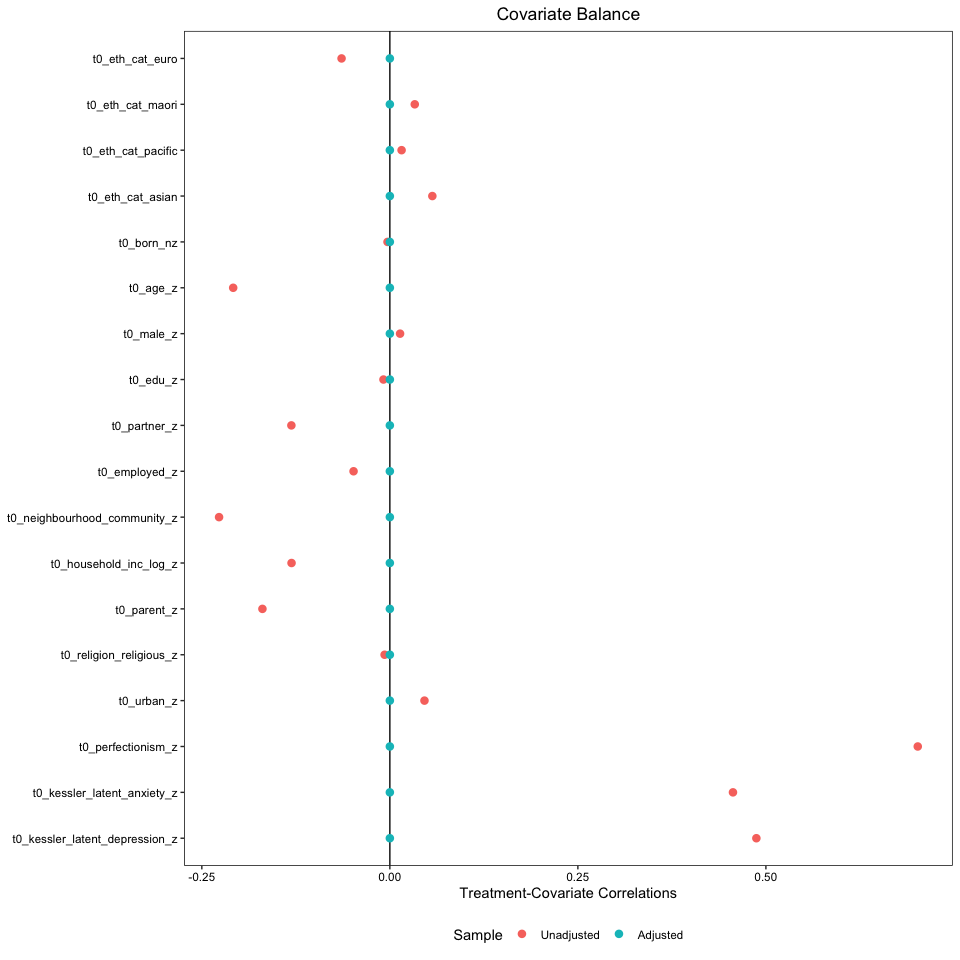 Covariate Balance
t0_eth_cat_euro
t0_eth_cat_maori
t0_eth_cat_pacific
t0_eth_cat_asian
t0_born_nz
t0_age_z
t0_male_z
t0_edu_z
t0_partner_z
t0_employed_z
t0_neighbourhood_community_z
t0_household_inc_log_z
t0_parent_z
t0_religion_religious_z
t0_urban_z
t0_perfectionism_z
t0_kessler_latent_anxiety_z
t0_kessler_latent_depression_z
-0.25 0.00 0.25 0.50
Treatment-Covariate Correlations
Sample Unadjusted Adjusted